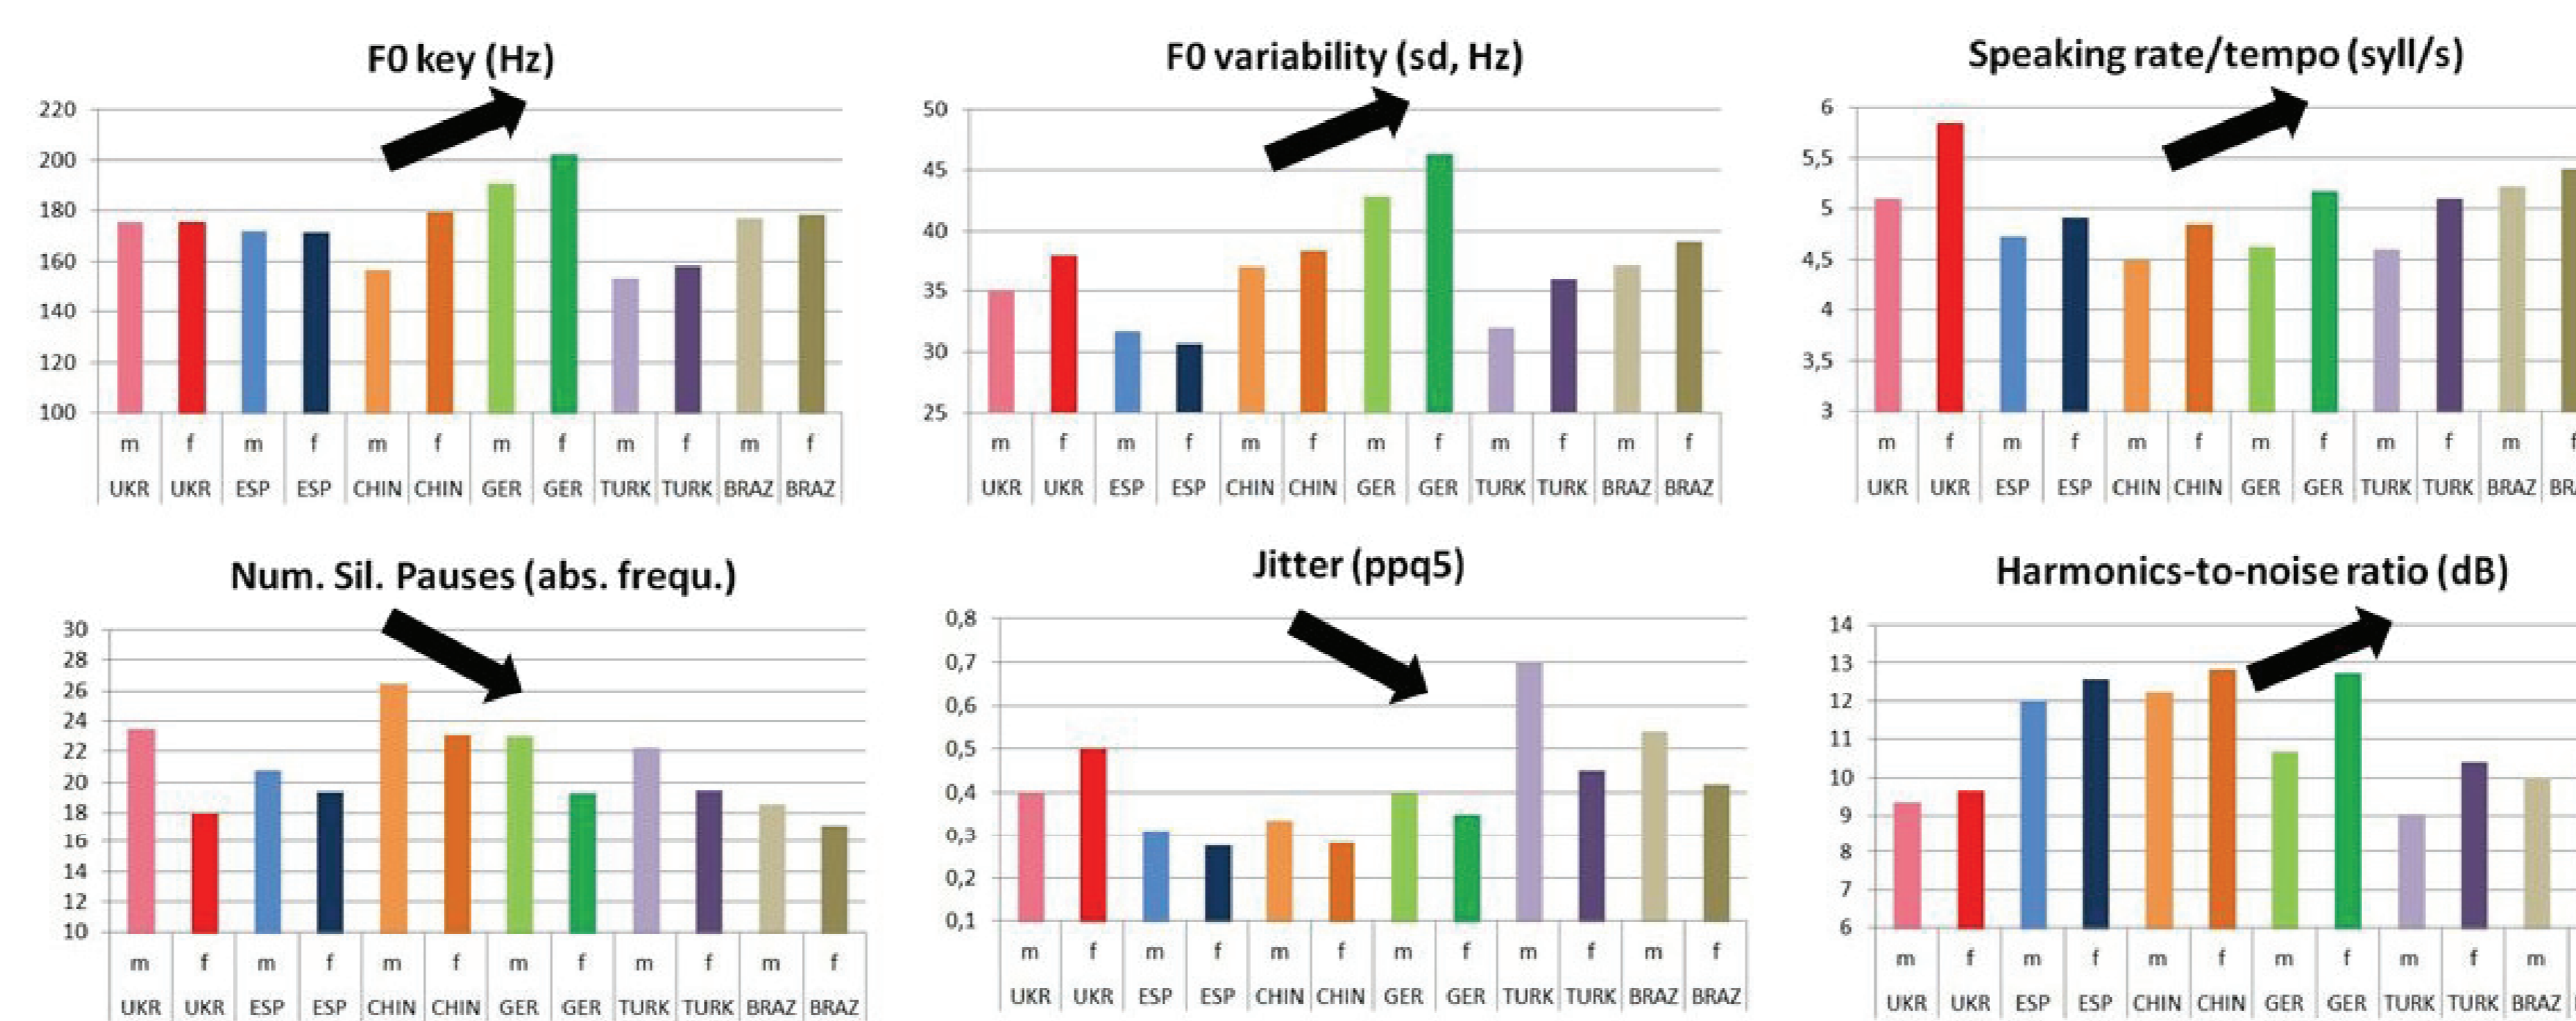 F0 key (Hz)
220
200
180
160
140
120
100
m f m f m f m f m f m f
UKR UKR ESP ESP CHIN CHIN GER GER TURK TURK BRAZ BRAZ
F0 variability (sd, Hz)
50
45
40
35
30
25
m f m f m f m f m f m f
UKR UKR ESP ESP CHIN CHIN GER GER TURK TURK BRAZ BRAZ
Speaking rate/tempo (syll/s)
6
5,5
5
4,5
4
3,5
3
m f m f m f m f m f m
UKR UKR ESP ESP CHIN CHIN GER GER TURK TURK BRAZ
Num. Sil. Pauses (abs. frequ.)
30
28
26
24
22
20
18
16
14
12
10
m f m f m f m f m f m f
UKR UKR ESP ESP CHIN CHIN GER GER TURK TURK BRAZ BRAZ
Jitter (ppq5)
0,8
0,7
0,6
0,5
0,4
0,3
0,2
0,1
m f m f m f m f m f m f
UKR UKR ESP ESP CHIN CHIN GER GER TURK TURK BRAZ BRAZ
Harmonics-to-noise ratio (dB)
14
13
12
11
10
9
8
7
6
m f m f m f m f m f m
UKR UKR ESP ESP CHIN CHIN GER GER TURK TURK BRAZ